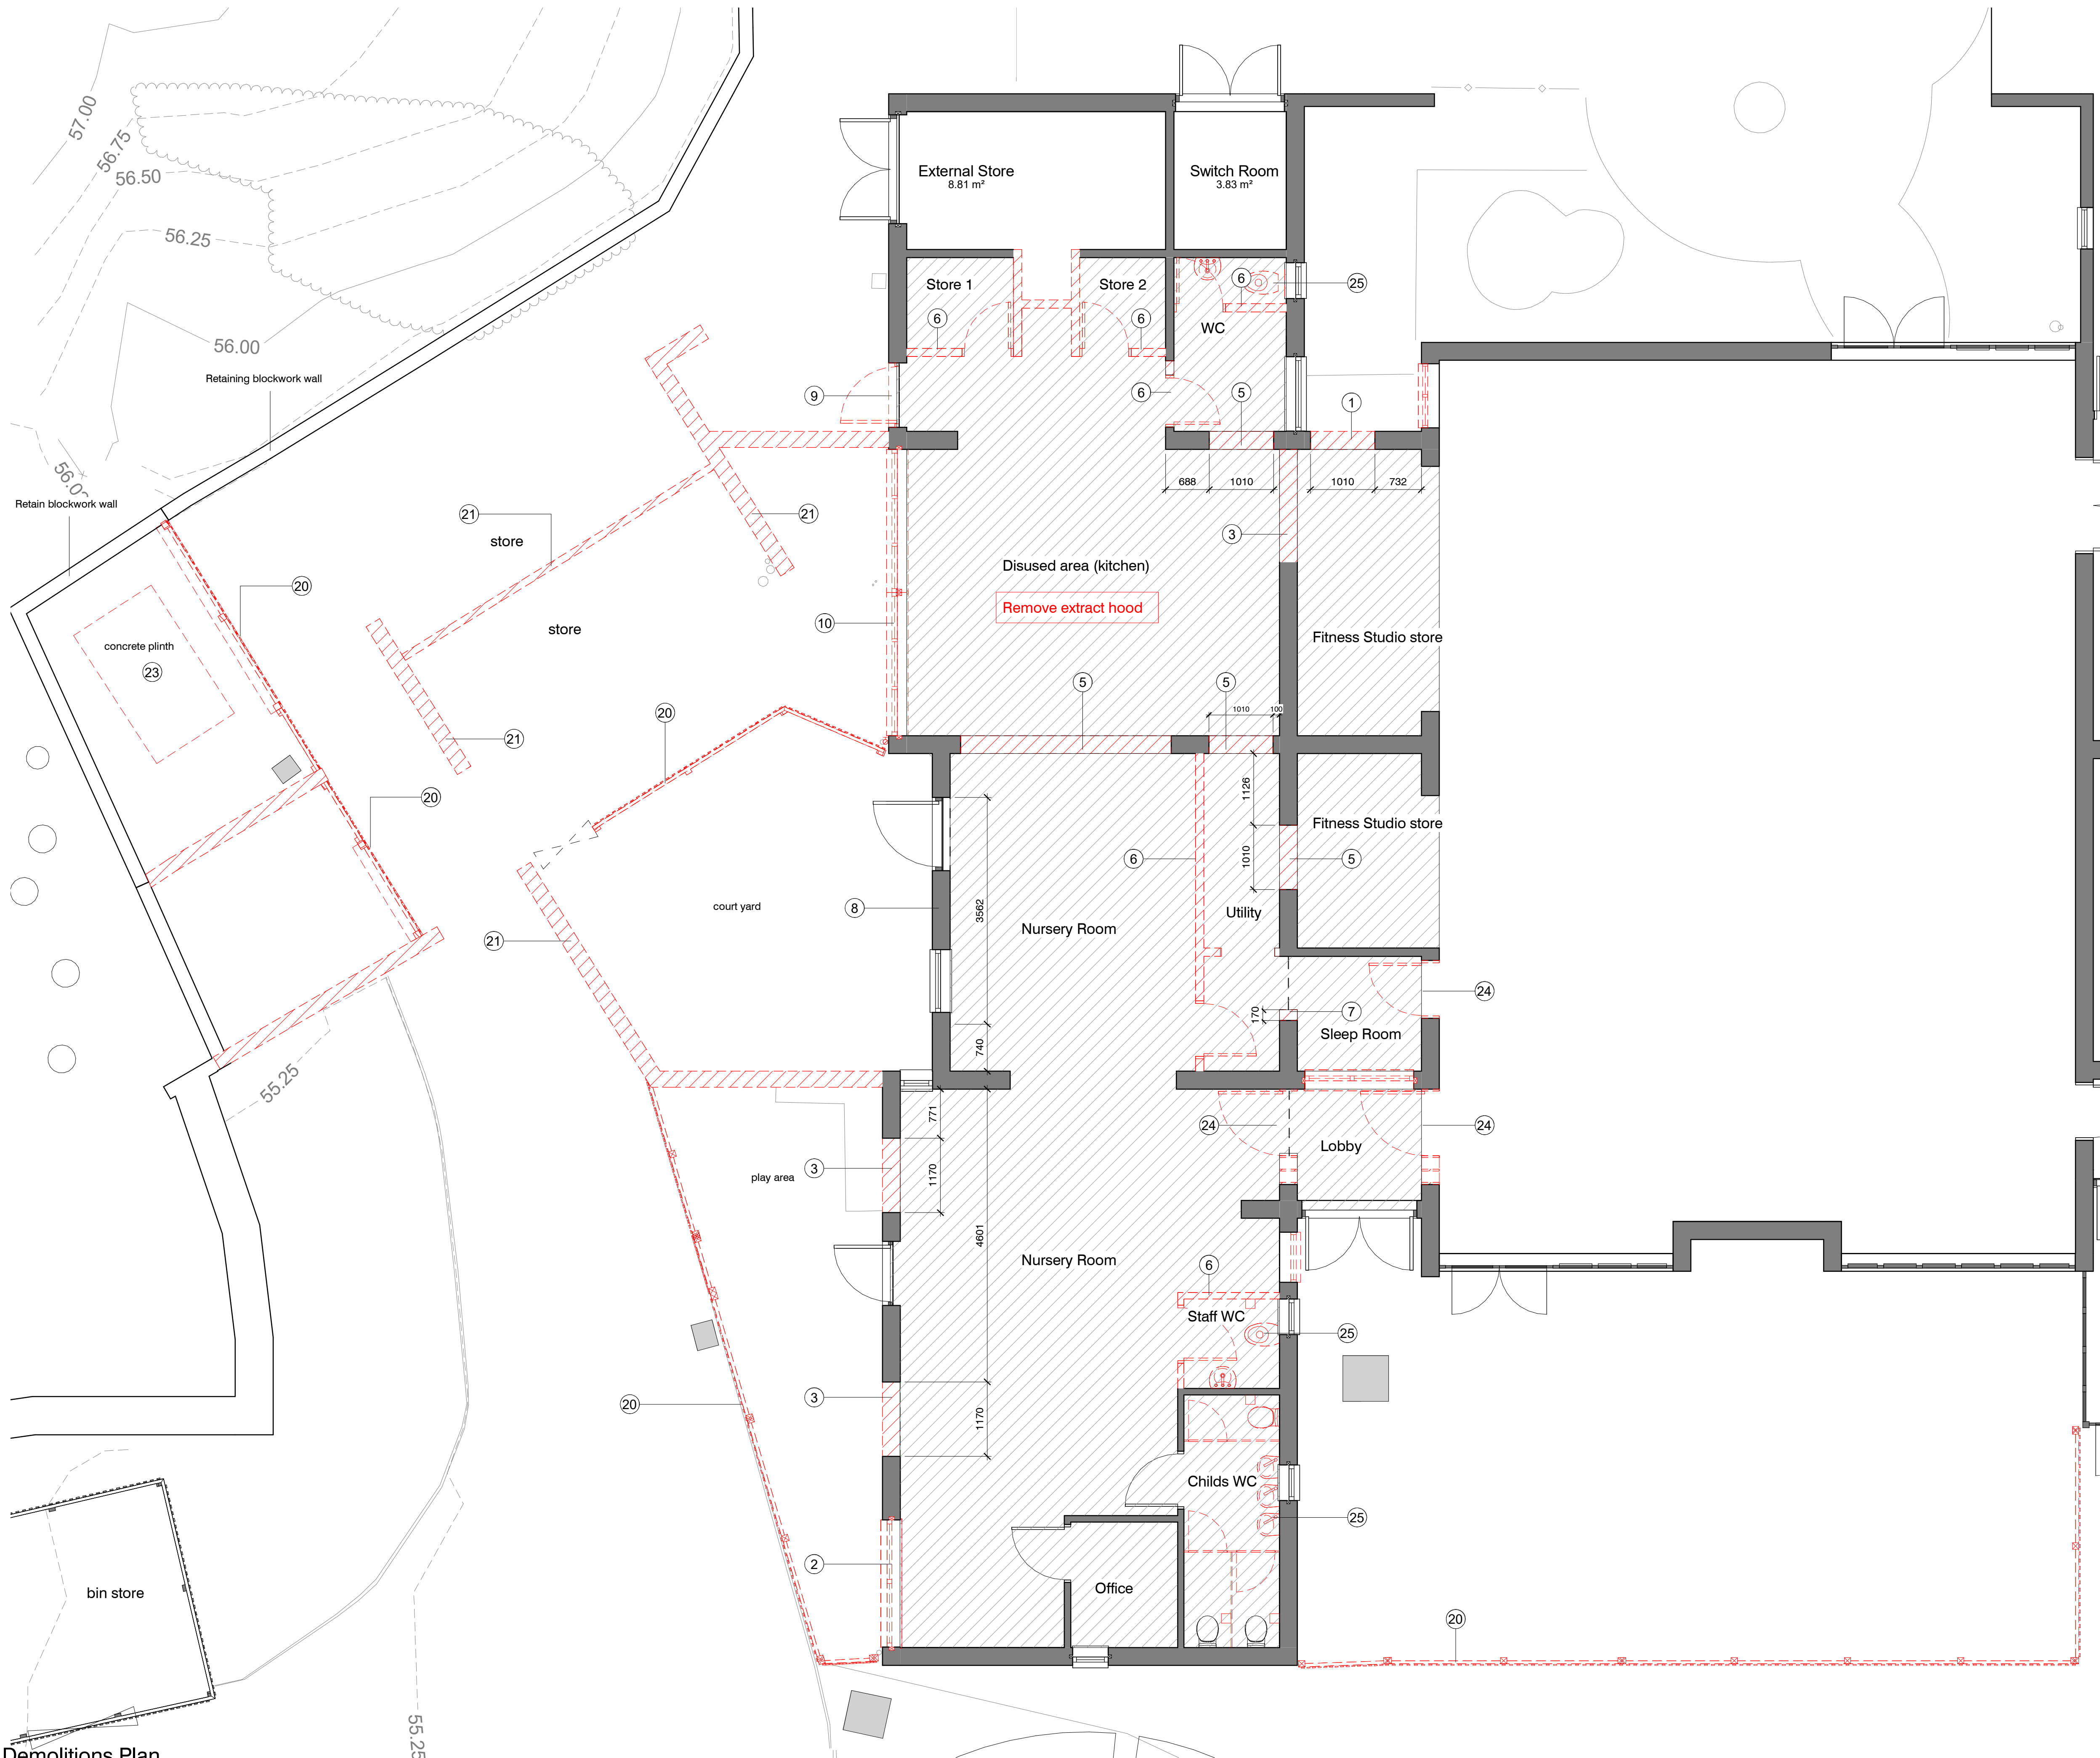 57.00
56.75
56.50
56.25
56.00
Retaining blockwork wall
Retain blockwork wall
External Store
8.81 m²
Switch Room
3.83 m²
Store 1
Store 2
6
25
6
6
WC
9
6
5
1
688
1010
1010
732
21
21
3
store
Disused area (kitchen)
Remove extract hood
20
10
store
Fitness Studio store
concrete plinth
23
5
5
20
21
1010
100
20
1126
Fitness Studio store
6
1010
5
court yard
8
3562
Utility
Nursery Room
21
24
170
7
Sleep Room
740
55.25
771
24
24
Lobby
3
play area
1170
4601
Nursery Room
6
Staff WC
25
20
3
1170
Childs WC
25
2
Office
bin store
20
55.25
Demolitions Plan